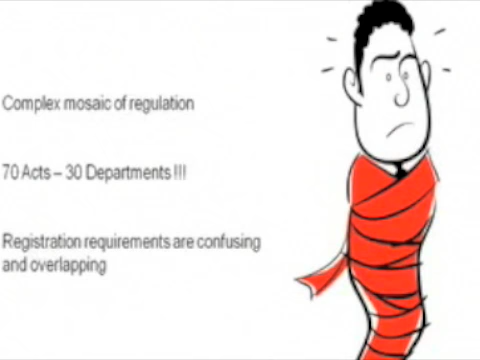 Complex mosaic of regulation
70 Acts – 30 Departments !!!
Registration requirements are confusing
and overlapping